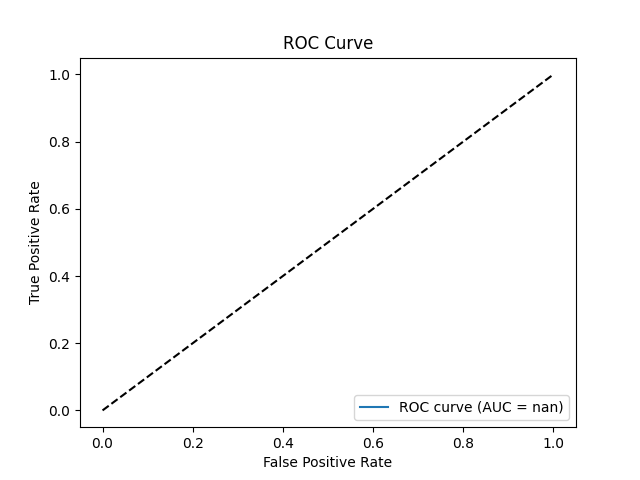 ROC Curve
True Positive Rate
1.0
0.8
0.6
0.4
0.2
0.0
ROC curve (AUC = nan)
0.0 0.2 0.4 0.6 0.8 1.0
False Positive Rate